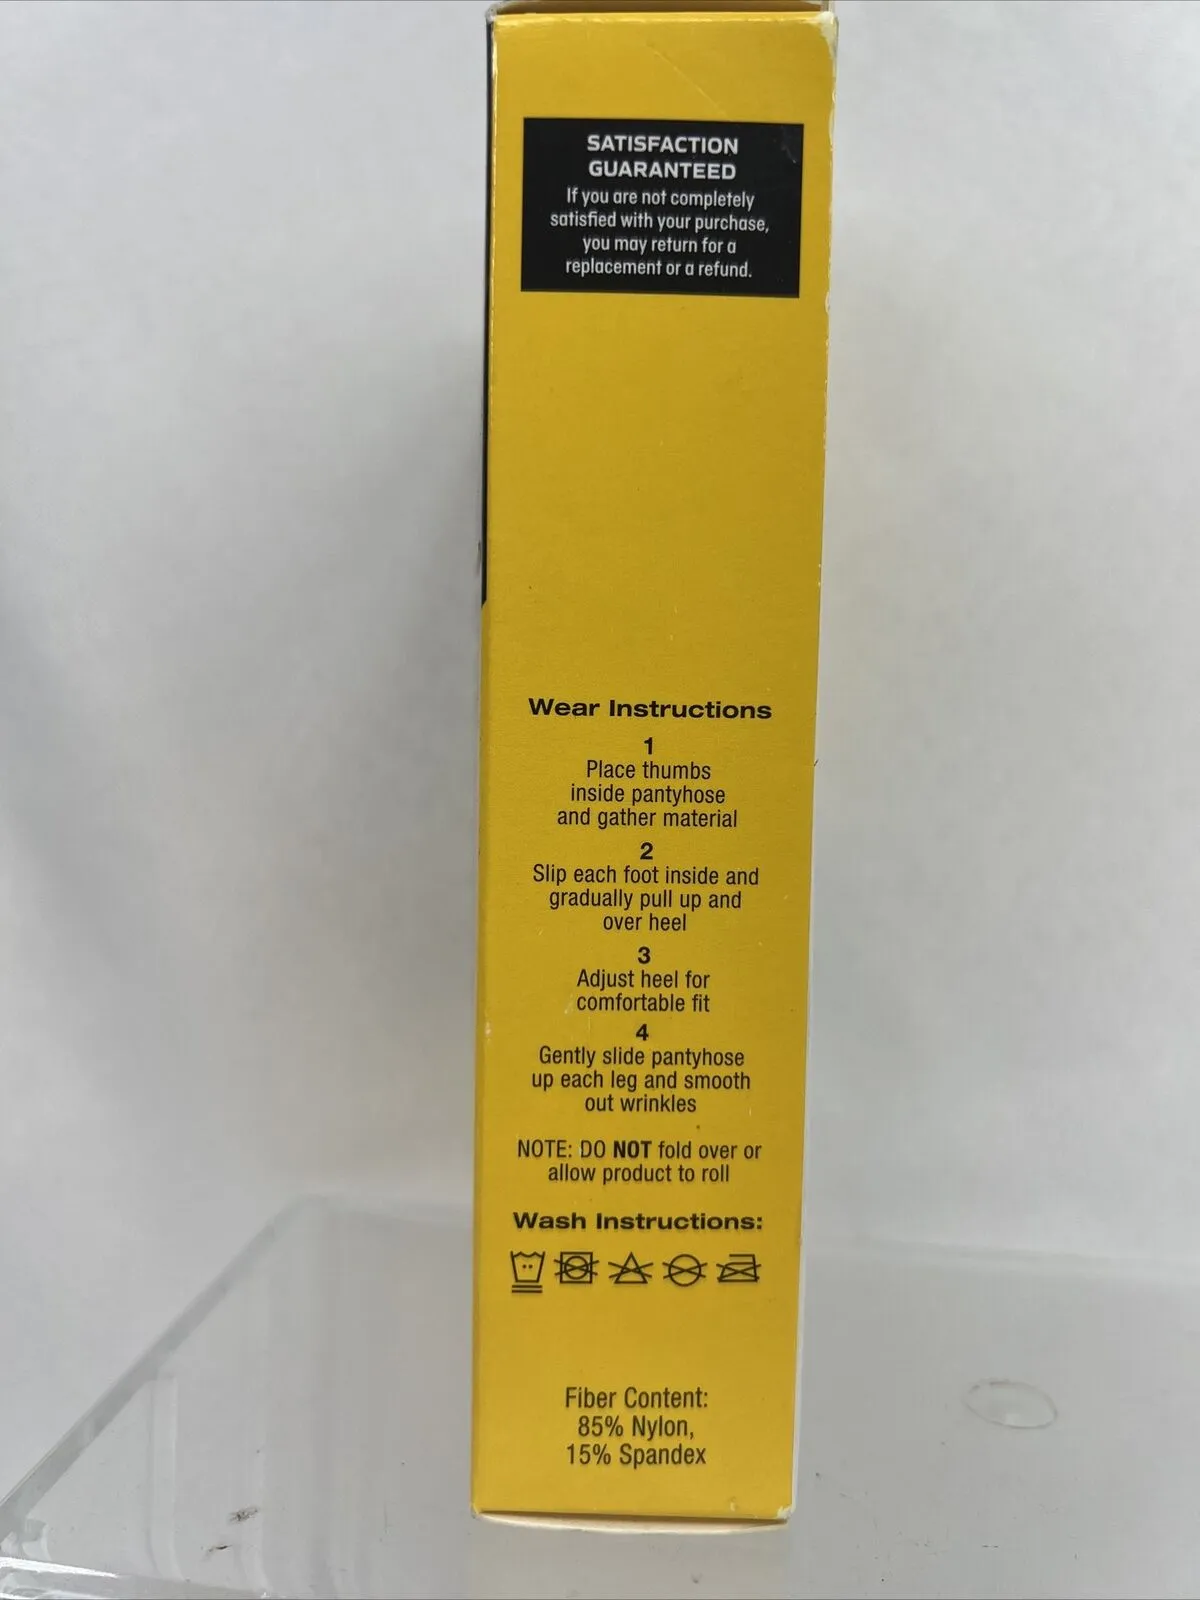 SATISFACTION
GUARANTEED
If you are not completely
satisfied with your purchase,
you may return for a
replacement or a refund.
Wear Instructions
1
Place thumbs
inside pantyhose
and gather material
2
Slip each foot inside and
gradually pull up and
over heel
3
Adjust heel for
comfortable fit
4
Gently slide pantyhose
up each leg and smooth
out wrinkles
NOTE: DO NOT fold over or
allow product to roll
Wash Instructions:
Fiber Content:
85% Nylon,
15% Spandex